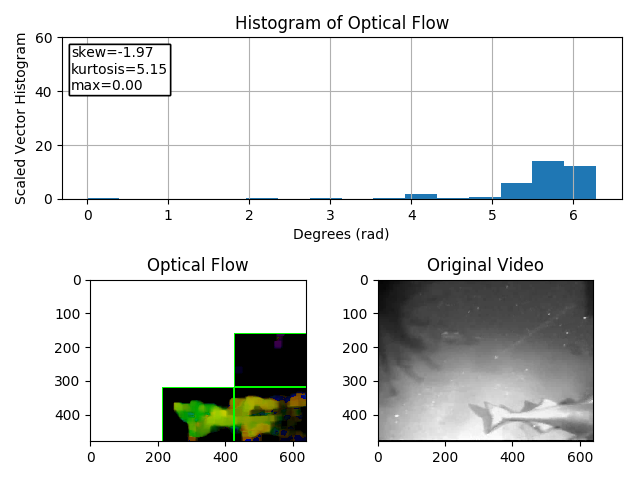 Histogram of Optical Flow
Scaled Vector Histogram
60
40
20
0
skew=-1.97
kurtosis=5.15
max=0.00
0 1 2 3 4 5 6
Degrees (rad)
Optical Flow
0
100
200
300
400
0 200 400 600
Original Video
0
100
200
300
400
0 200 400 600